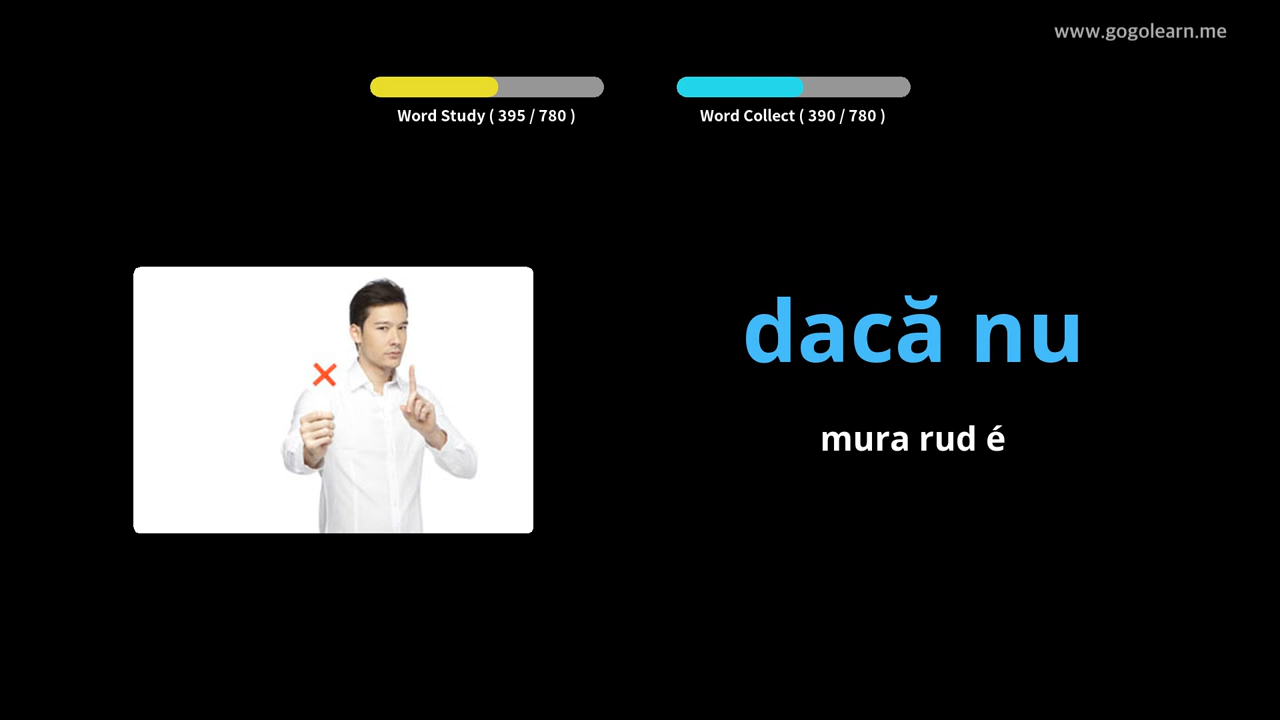 www.gogolearn.me
Word Study ( 395 / 780 )
Word Collect ( 390 / 780 )
dacă nu
mura rud é